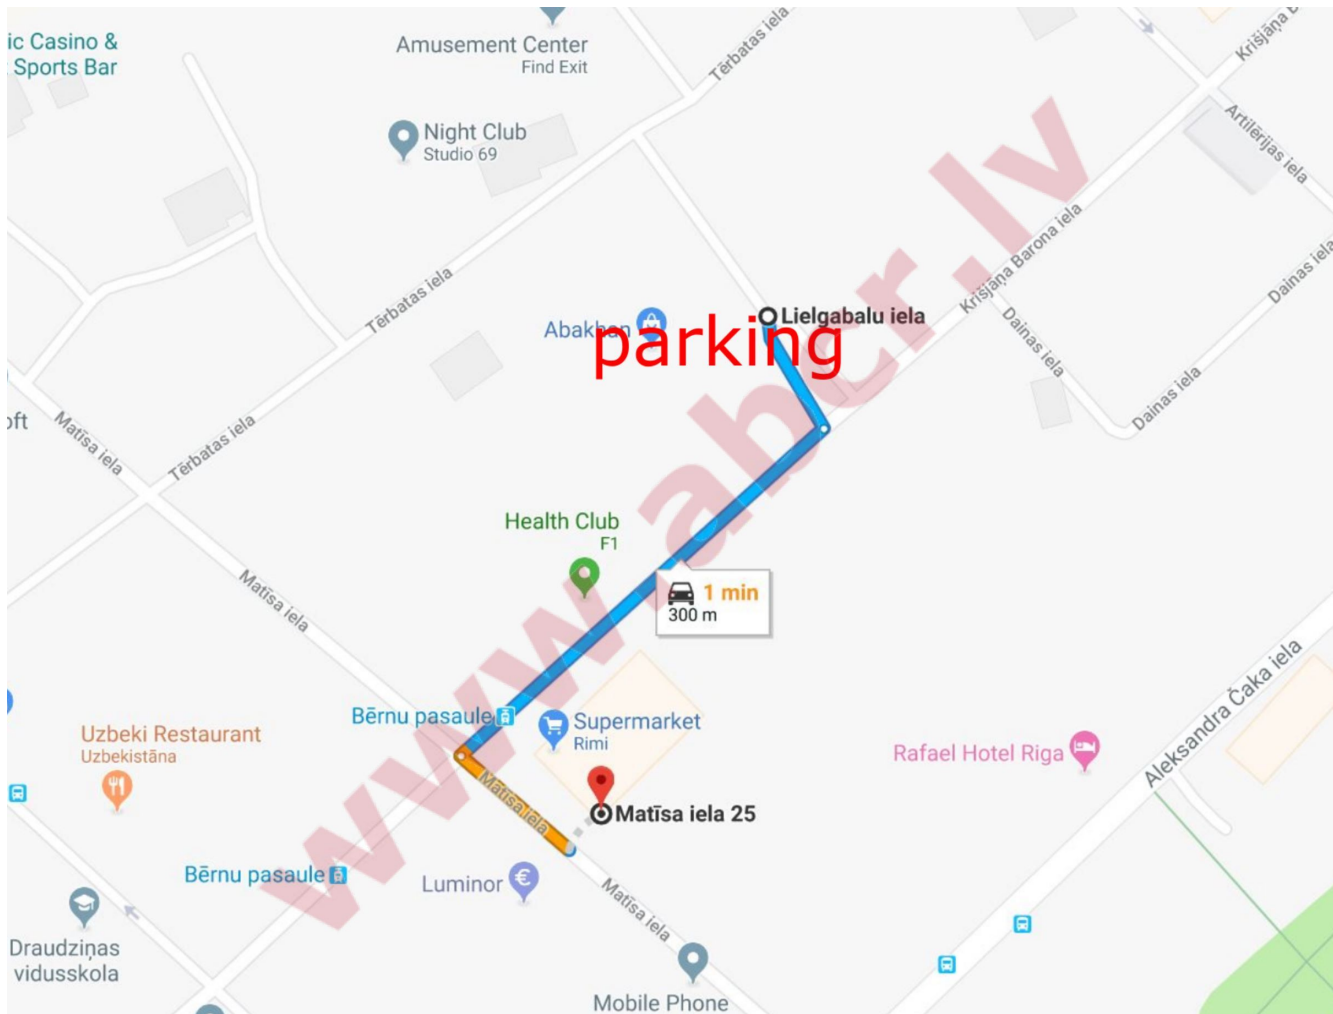 ic Casino &
Sports Bar
Amusement Center
Find Exit
Tērbatas iela
Krišjāņa B
Night Club
Studio 69
Artilērijas iela
Krišjāņa Barona iela
Dainas iela
Tērbatas iela
Abakhan
Lielgabalu iela
parking
Dainas iela
Dainas iela
oft
Matīsa iela
Tērbatas iela
www.abcr.lv
Health Club
F1
1 min
300 m
Matīsa iela
Aleksandra Čaka iela
Bērnu pasaule
Supermarket
Rimi
Uzbeki Restaurant
Uzbekistāna
Rafael Hotel Riga
Matīsa iela
Matīsa iela 25
Bērnu pasaule
Luminor
€
Matīsa iela
Draudziņas
vidusskola
Mobile Phone